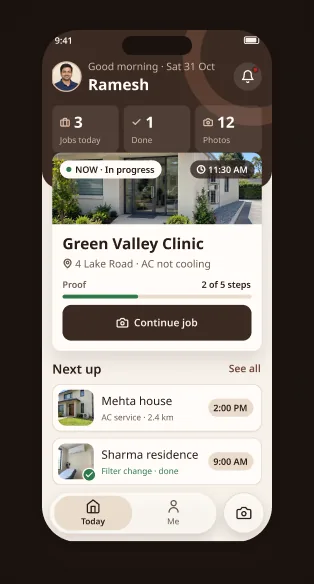 9:41
Good morning · Sat 31 Oct
Ramesh
3
Jobs today
1
Done
12
Photos
NOW · In progress
11:30 AM
Green Valley Clinic
4 Lake Road · AC not cooling
Proof
2 of 5 steps
Continue job
Next up
See all
Mehta house
AC service · 2.4 km
2:00 PM
Sharma residence
Filter change · done
9:00 AM
Today
Me